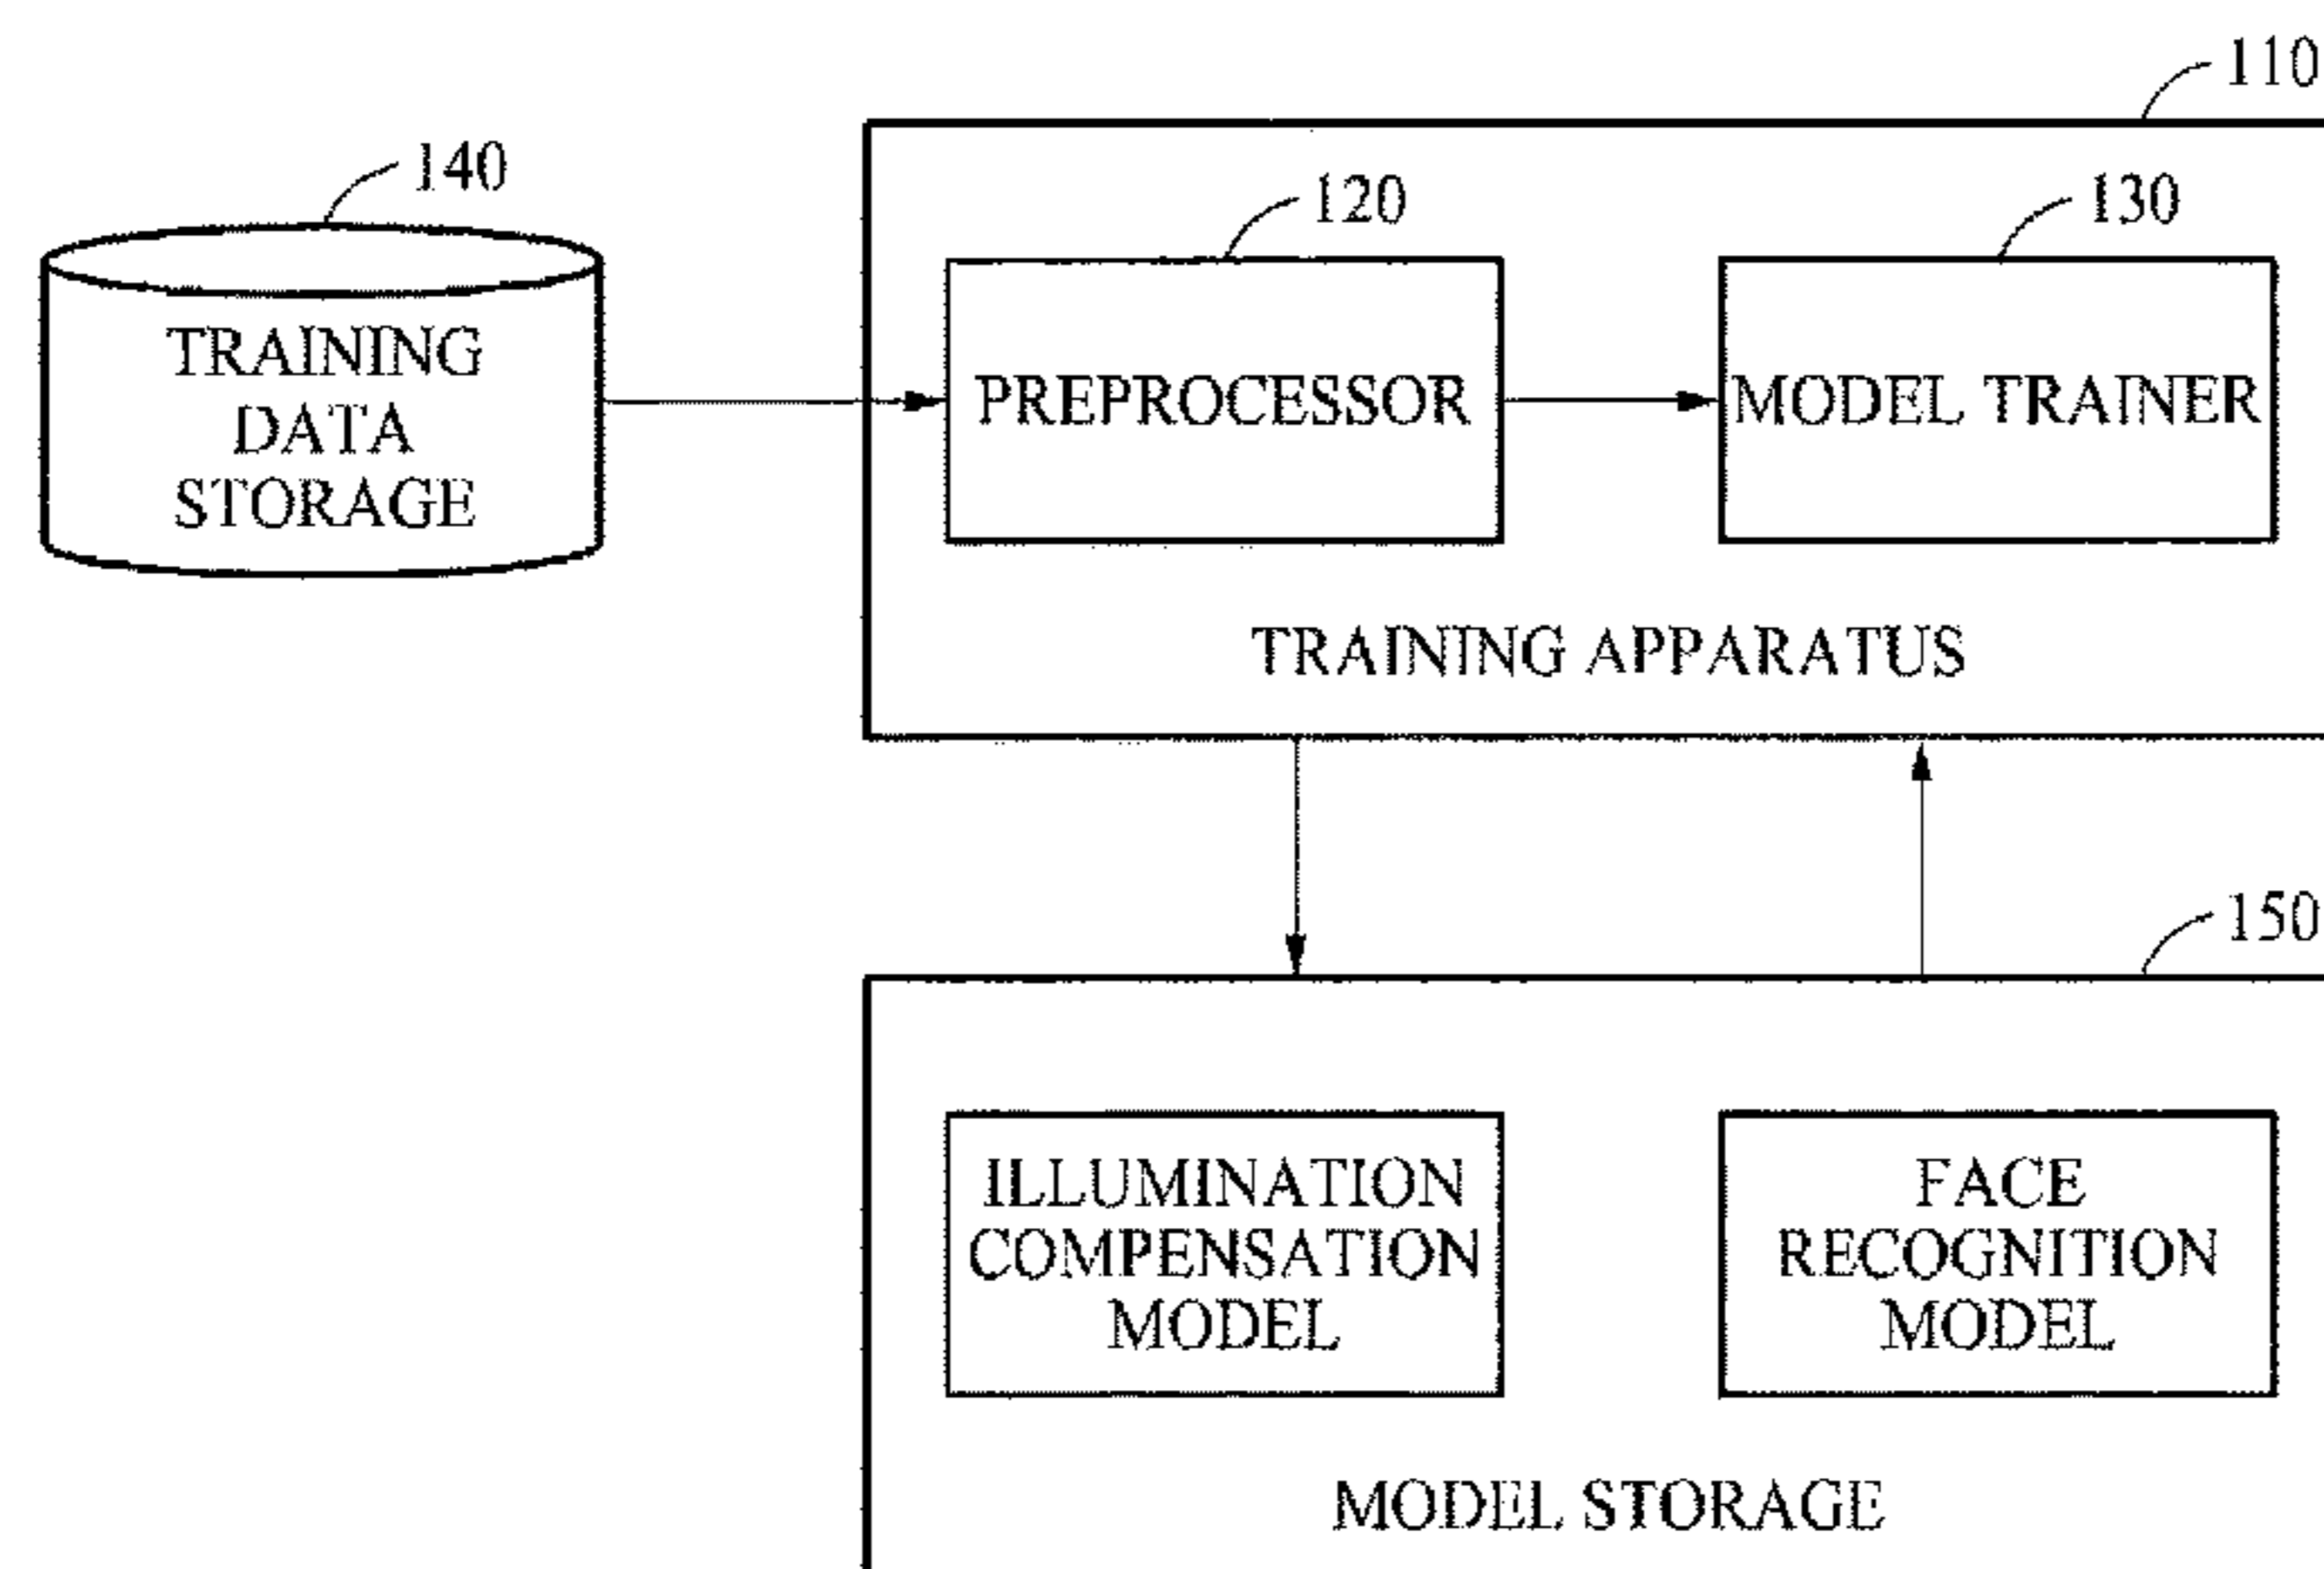 110
140
120
130
TRAINING
DATA
STORAGE
PREPROCESSOR
MODEL TRAINER
TRAINING APPARATUS
150
ILLUMINATION
COMPENSATION
MODEL
FACE
RECOGNITION
MODEL
MODEL STORAGE